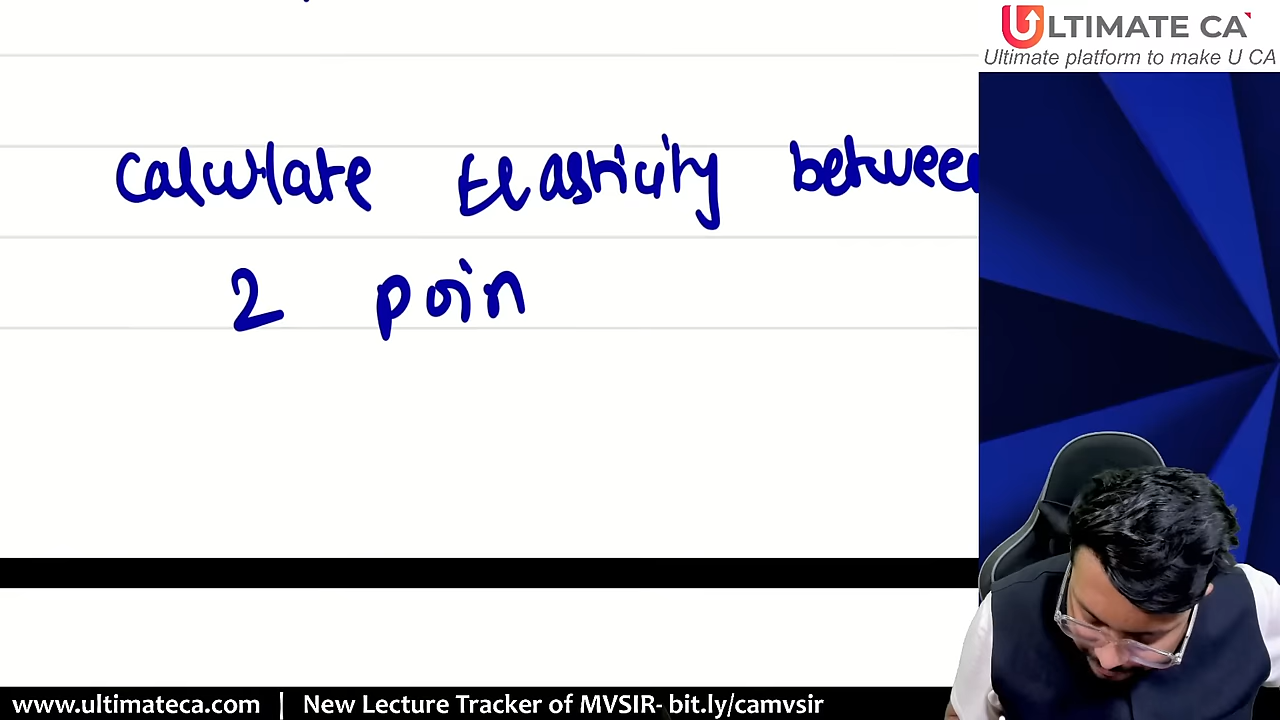 ULTIMATE CA
Ultimate platform to make U CA
Calculate Elasticity between
2 poin
www.ultimateca.com | New Lecture Tracker of MVSIR- bit.ly/camvsir